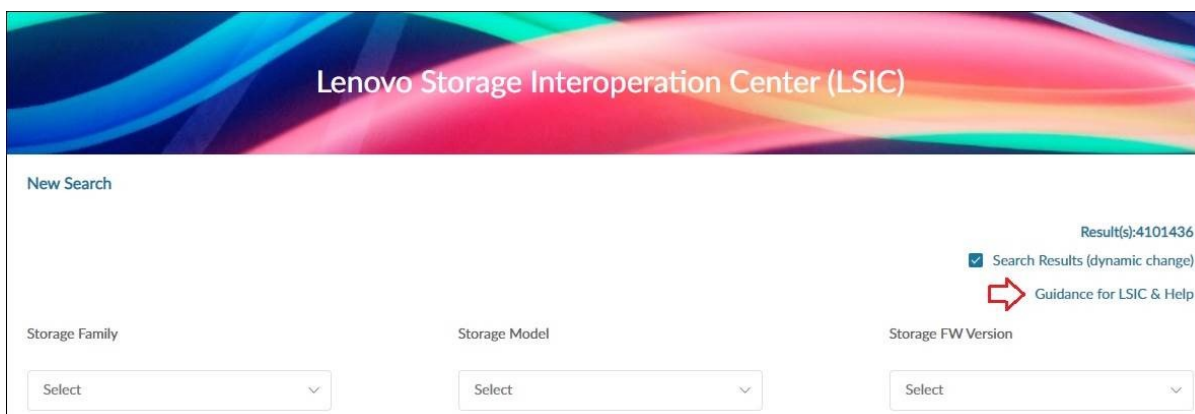 Lenovo Storage Interoperation Center (LSIC)
New Search
Result(s):4101436
Search Results (dynamic change)
Guidance for LSIC & Help
Storage Family
Storage Model
Storage FW Version
Select
Select
Select